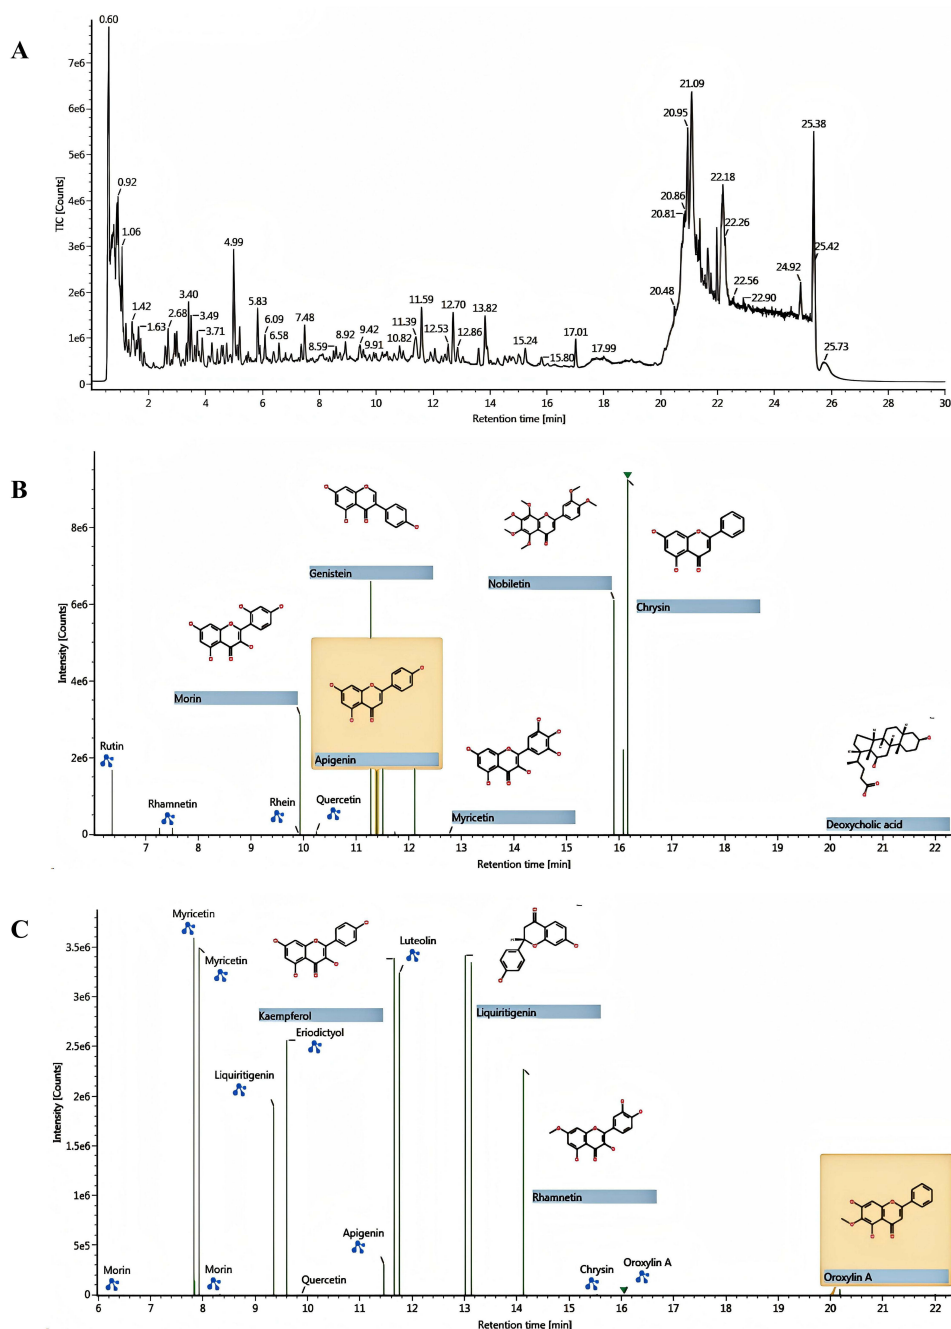 A
TIC [Counts]
7e6
6e6
5e6
4e6
3e6
2e6
1e6
0
0.60
0.92
1.06
1.42
1.63
2.68
3.40
3.49
3.71
4.99
5.83
6.09
6.58
7.48
8.59
8.92
9.42
9.91
10.82
11.39
11.59
12.53
12.70
12.86
13.82
15.24
15.80
17.01
17.99
20.48
20.81
20.86
20.95
21.09
22.18
22.26
22.56
22.90
24.92
25.38
25.42
25.73
2 4 6 8 10 12 14 16 18 20 22 24 26 28 30
Retention time [min]
B
Intensity [Counts]
8e6
6e6
4e6
2e6
0
Genistein
Nobiletin
Chrysin
Morin
Apigenin
Rutin
Rhamnetin
Rhein
Quercetin
Myricetin
Deoxycholic acid
7 8 9 10 11 12 13 14 15 16 17 18 19 20 21 22
Retention time [min]
C
Intensity [Counts]
3.5e6
3e6
2.5e6
2e6
1.5e6
1e6
5e5
0
Myricetin
Myricetin
Luteolin
Kaempferol
Liquiritigenin
Eriodictyol
Liquiritigenin
Rhamnetin
Apigenin
Morin
Morin
Quercetin
Chrysin
Oroxylin A
Oroxylin A
6 7 8 9 10 11 12 13 14 15 16 17 18 19 20 21 22
Retention time [min]